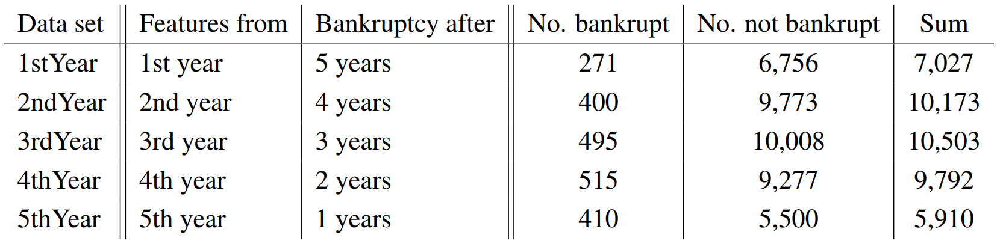 Data set Features from Bankruptcy after No. bankrupt No. not bankrupt Sum
1stYear 1st year 5 years 271 6,756 7,027
2ndYear 2nd year 4 years 400 9,773 10,173
3rdYear 3rd year 3 years 495 10,008 10,503
4thYear 4th year 2 years 515 9,277 9,792
5thYear 5th year 1 years 410 5,500 5,910